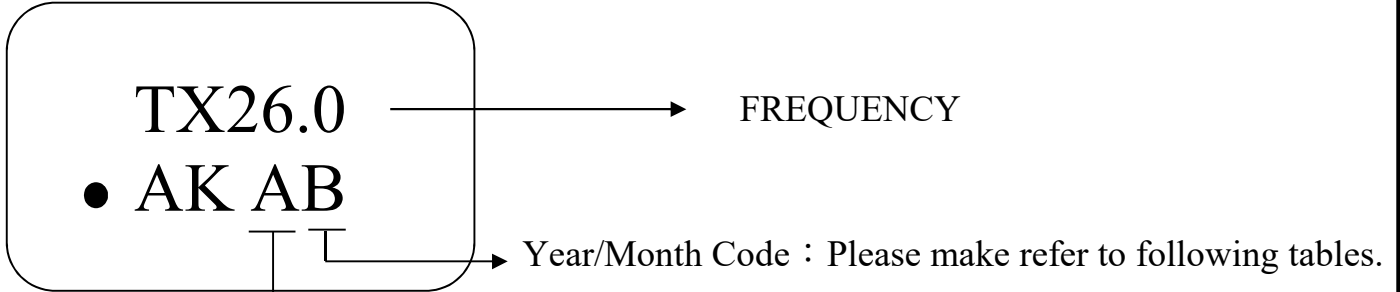 TX26.0
FREQUENCY
● AK AB
Year/Month Code：Please make refer to following tables.